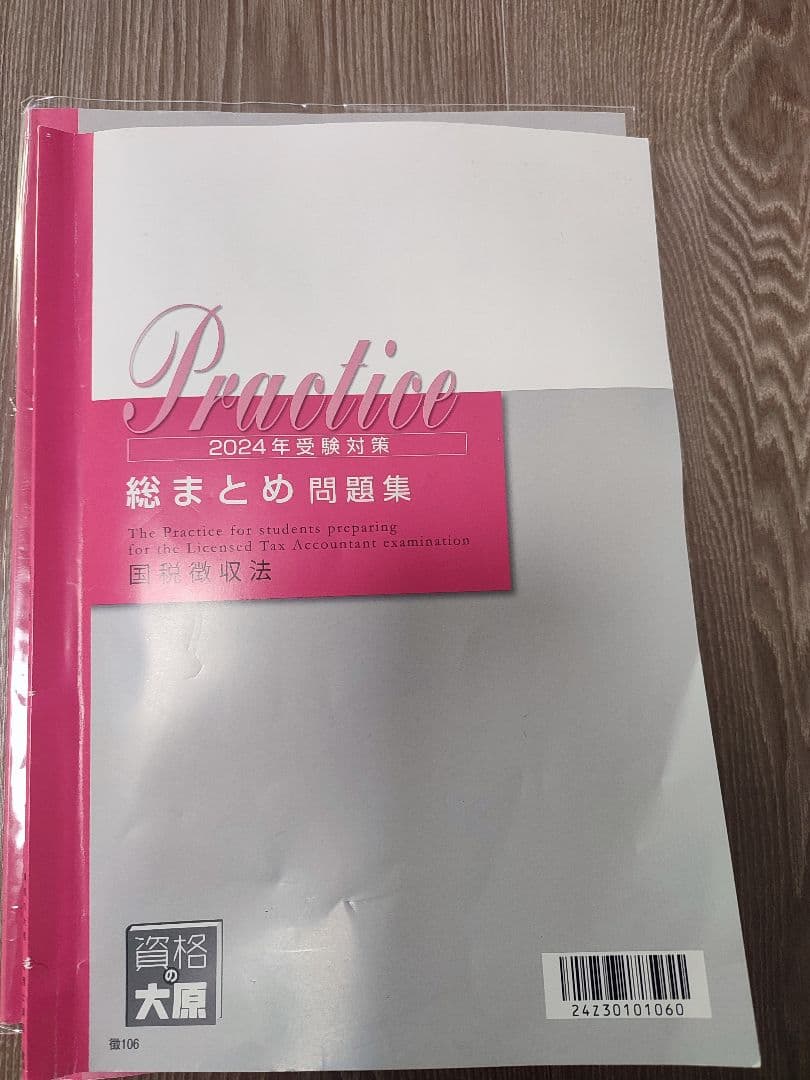 Practice
2024年受験対策
総まとめ問題集
The Practice for students preparing
for the Licensed Tax Accountant examination
国税徴収法
資格
の
大原
24Z30101060
徴106